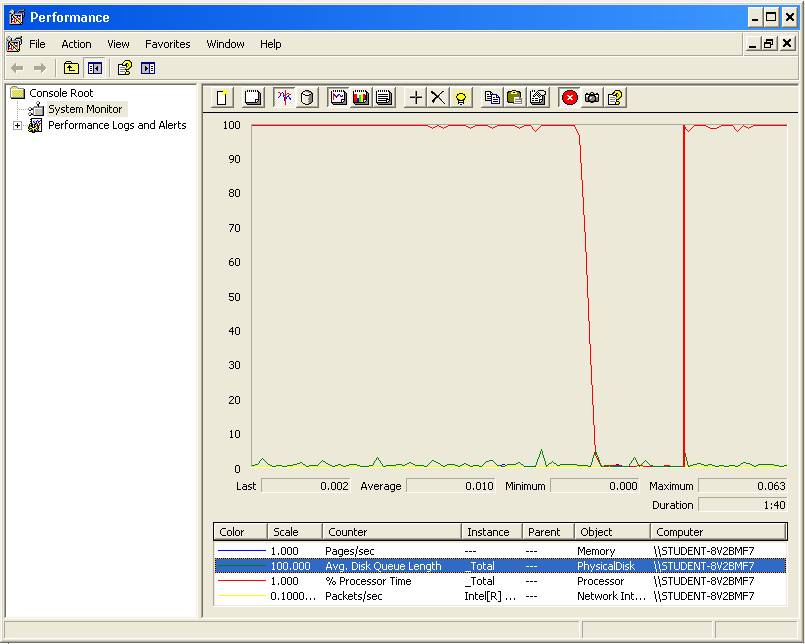 Performance
File Action View Favorites Window Help
Console Root
System Monitor
Performance Logs and Alerts
100
90
80
70
60
50
40
30
20
10
0
Last 0.002 Average 0.010 Minimum 0.000 Maximum 0.063
Duration 1:40
Color Scale Counter Instance Parent Object Computer
1.000 Pages/sec --- --- Memory \\STUDENT-8V2BMF7
100.000 Avg. Disk Queue Length _Total --- PhysicalDisk \\STUDENT-8V2BMF7
1.000 % Processor Time _Total --- Processor \\STUDENT-8V2BMF7
0.1000... Packets/sec Intel[R] ... --- Network Int... \\STUDENT-8V2BMF7